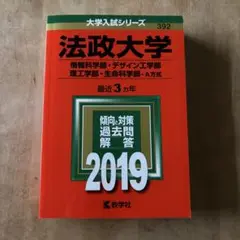 大学入試シリーズ
392
法政大学
情報科学部・デザイン工学部
理工学部・生命科学部-A方式
最近3ヵ年
傾向と対策
過去問
解答
2019
教学社